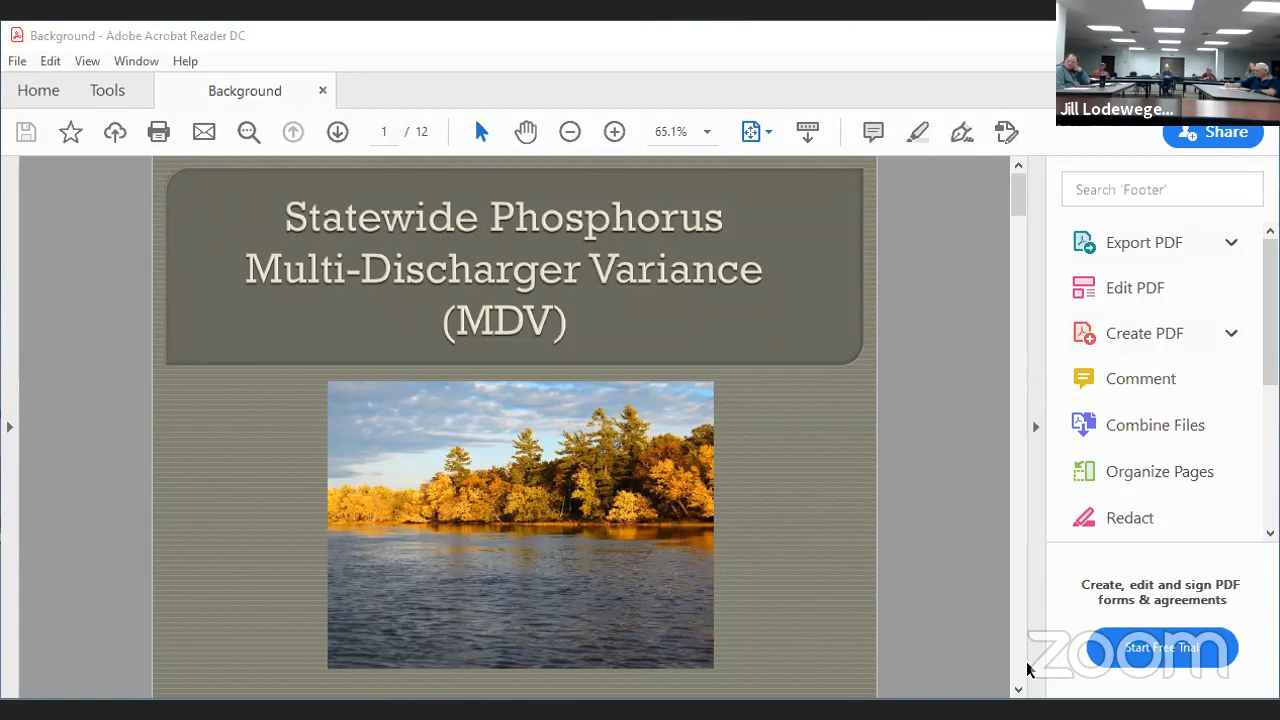 Background - Adobe Acrobat Reader DC
File Edit View Window Help
Home Tools Background ×
1 / 12 65.1% Share
Jill Lodewege...
Statewide Phosphorus
Multi-Discharger Variance
(MDV)
Search 'Footer'
Export PDF
Edit PDF
Create PDF
Comment
Combine Files
Organize Pages
Redact
Create, edit and sign PDF
forms & agreements
Start Free Trial
zoom